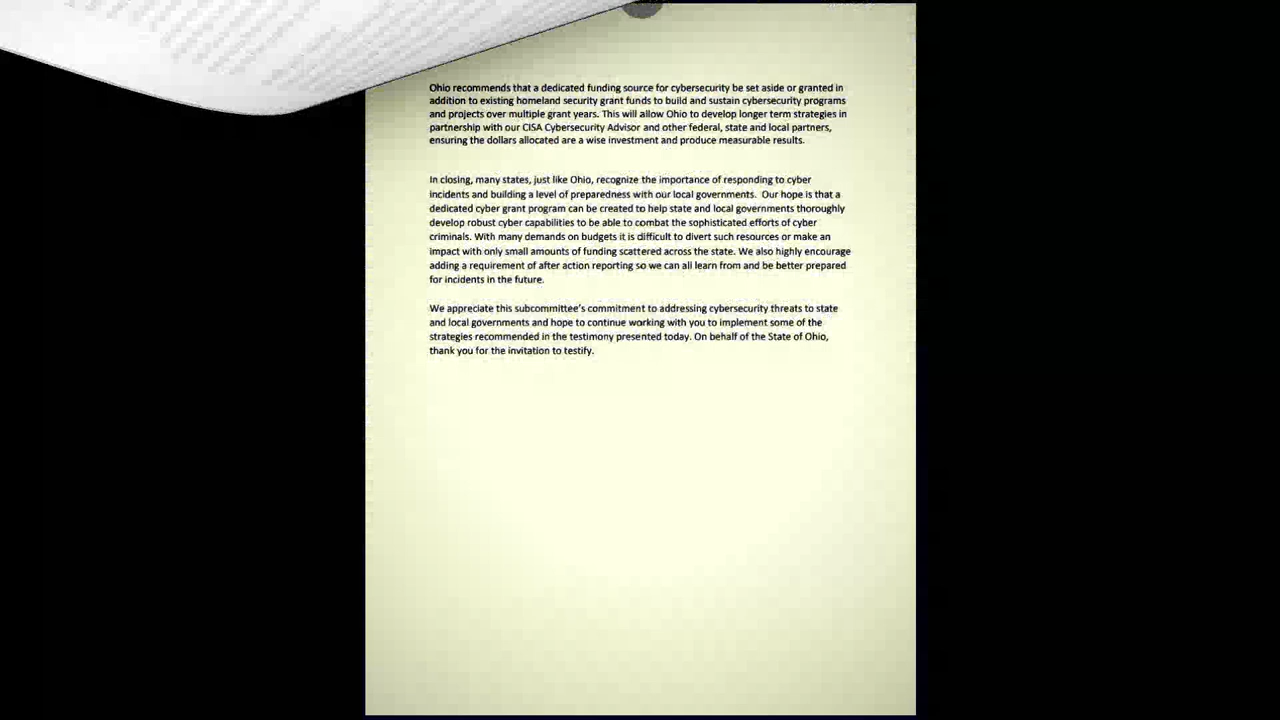 Ohio recommends that a dedicated funding source for cybersecurity be set aside or granted in
addition to existing homeland security grant funds to build and sustain cybersecurity programs
and projects over multiple grant years. This will allow Ohio to develop longer term strategies in
partnership with our CISA Cybersecurity Advisor and other federal, state and local partners,
ensuring the dollars allocated are a wise investment and produce measurable results.
In closing, many states, just like Ohio, recognize the importance of responding to cyber
incidents and building a level of preparedness with our local governments.  Our hope is that a
dedicated cyber grant program can be created to help state and local governments thoroughly
develop robust cyber capabilities to be able to combat the sophisticated efforts of cyber
criminals. With many demands on budgets it is difficult to divert such resources or make an
impact with only small amounts of funding scattered across the state. We also highly encourage
adding a requirement of after action reporting so we can all learn from and be better prepared
for incidents in the future.
We appreciate this subcommittee's commitment to addressing cybersecurity threats to state
and local governments and hope to continue working with you to implement some of the
strategies recommended in the testimony presented today. On behalf of the State of Ohio,
thank you for the invitation to testify.